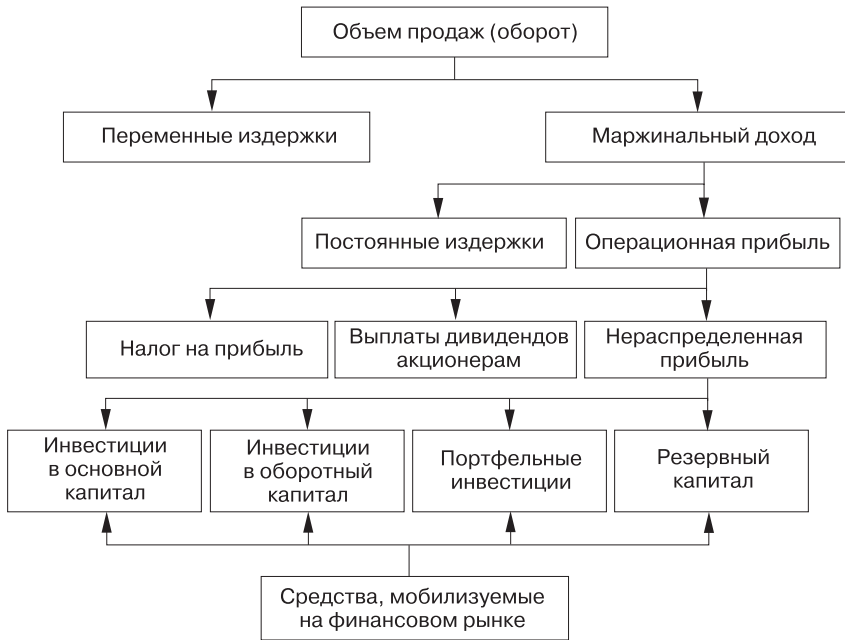 Объем продаж (оборот)
Переменные издержки
Маржинальный доход
Постоянные издержки
Операционная прибыль
Налог на прибыль
Выплаты дивидендов
акционерам
Нераспределенная
прибыль
Инвестиции
в основной
капитал
Инвестиции
в оборотный
капитал
Портфельные
инвестиции
Резервный
капитал
Средства, мобилизуемые
на финансовом рынке